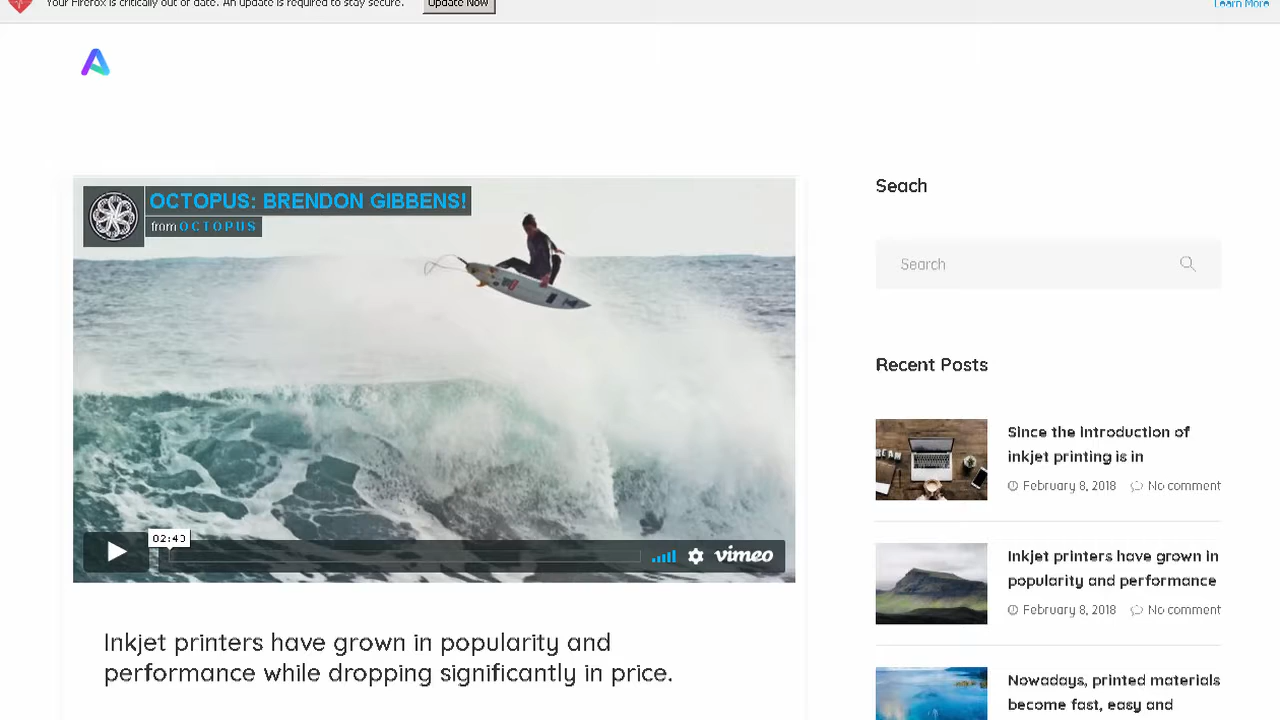 Your Firefox is critically out of date. An update is required to stay secure.
Update Now
Learn More
OCTOPUS: BRENDON GIBBENS!
from OCTOPUS
02:43
vimeo
Inkjet printers have grown in popularity and
performance while dropping significantly in price.
Seach
Search
Recent Posts
Since the introduction of
inkjet printing is in
February 8, 2018 No comment
Inkjet printers have grown in
popularity and performance
February 8, 2018 No comment
Nowadays, printed materials
become fast, easy and